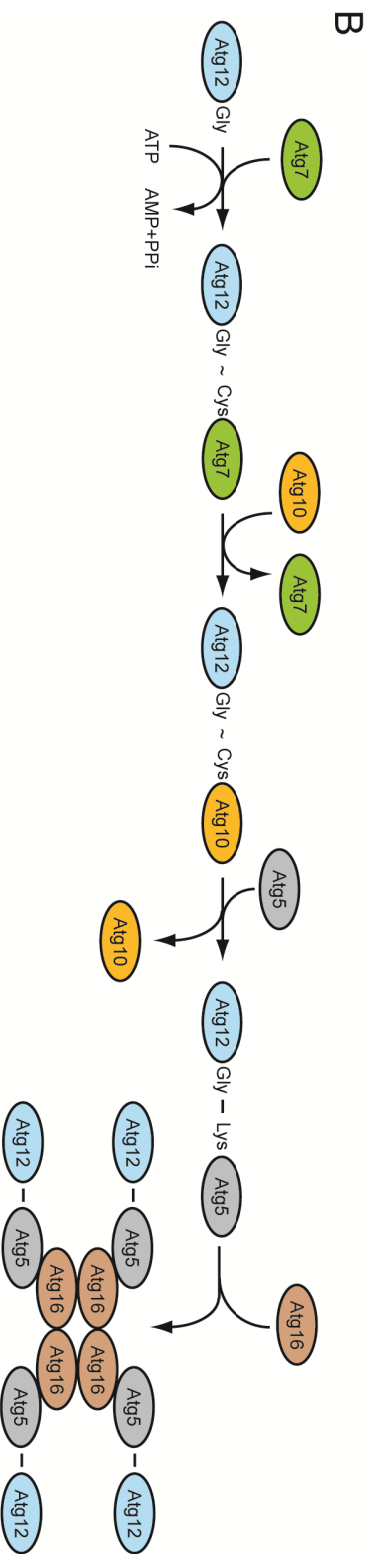 B
Atg12 Gly
Atg7
ATP AMP+PPi
Atg12 Gly ~ Cys Atg7
Atg10 Atg7
Atg12 Gly ~ Cys Atg10
Atg5
Atg10
Atg12 Gly – Lys Atg5
Atg16
Atg12 – Atg5 Atg16 Atg16 Atg5 – Atg12
Atg12 – Atg5 Atg16 Atg16 Atg5 – Atg12